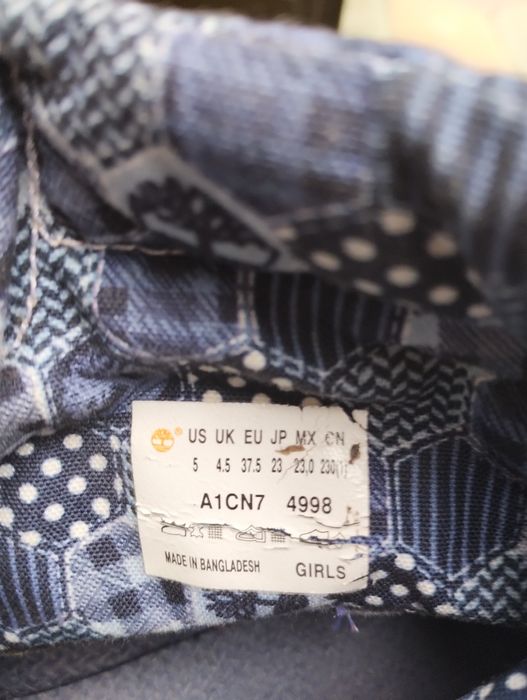 US UK EU JP MX CN
5 4.5 37.5 23 23.0 230(1)
A1CN7 4998
MADE IN BANGLADESH GIRLS